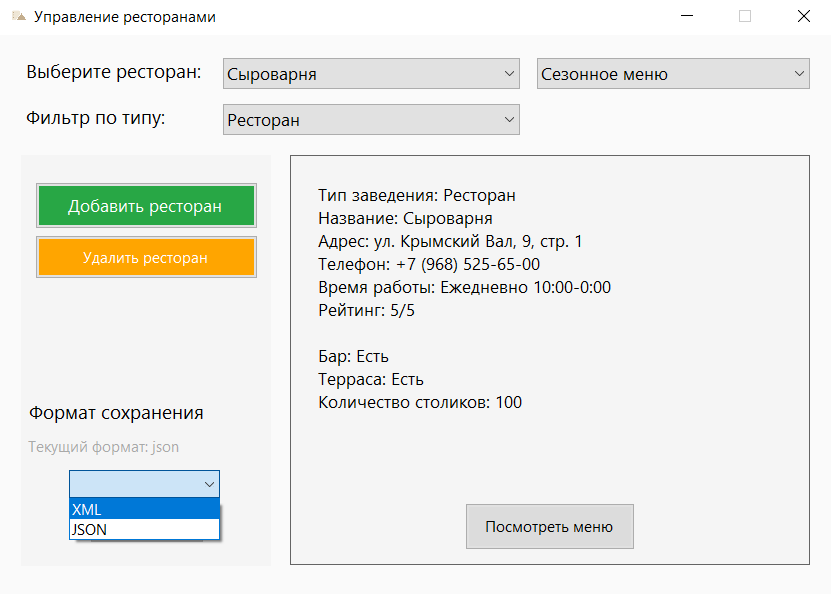 Управление ресторанами
Выберите ресторан: Сыроварня Сезонное меню
Фильтр по типу: Ресторан
Добавить ресторан
Удалить ресторан
Формат сохранения
Текущий формат: json
XML
JSON
Тип заведения: Ресторан
Название: Сыроварня
Адрес: ул. Крымский Вал, 9, стр. 1
Телефон: +7 (968) 525-65-00
Время работы: Ежедневно 10:00-0:00
Рейтинг: 5/5
Бар: Есть
Терраса: Есть
Количество столиков: 100
Посмотреть меню